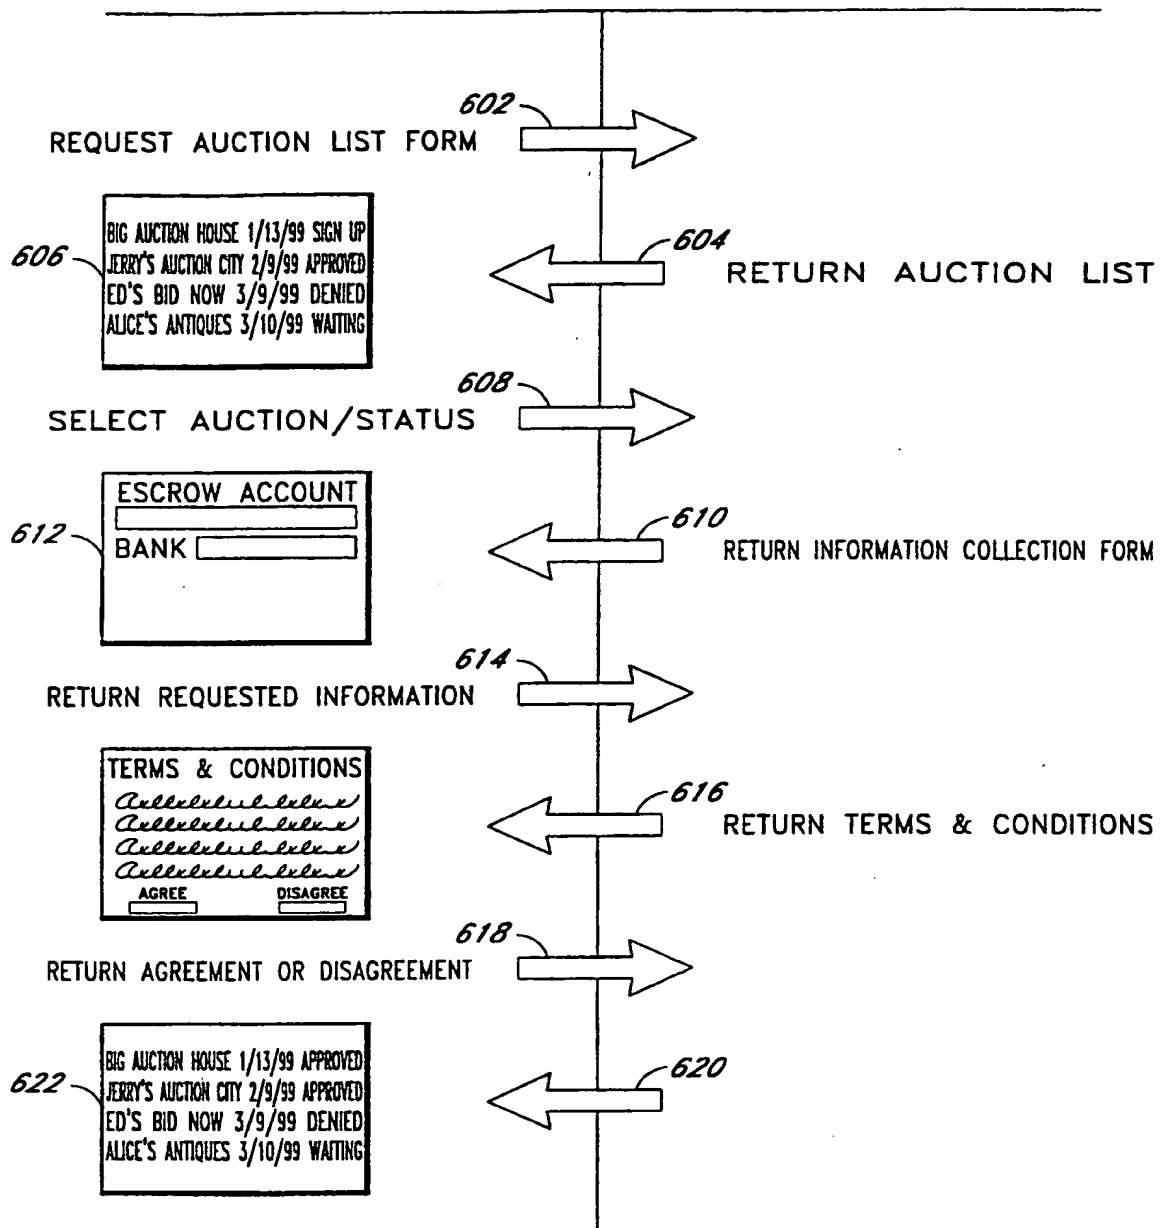 602
REQUEST AUCTION LIST FORM
606
BIG AUCTION HOUSE 1/13/99 SIGN UP
JERRY'S AUCTION CITY 2/9/99 APPROVED
ED'S BID NOW 3/9/99 DENIED
ALICE'S ANTIQUES 3/10/99 WAITING
604
RETURN AUCTION LIST
608
SELECT AUCTION/STATUS
612
ESCROW ACCOUNT
BANK
610
RETURN INFORMATION COLLECTION FORM
614
RETURN REQUESTED INFORMATION
TERMS & CONDITIONS
AGREE
DISAGREE
616
RETURN TERMS & CONDITIONS
618
RETURN AGREEMENT OR DISAGREEMENT
622
BIG AUCTION HOUSE 1/13/99 APPROVED
JERRY'S AUCTION CITY 2/9/99 APPROVED
ED'S BID NOW 3/9/99 DENIED
ALICE'S ANTIQUES 3/10/99 WAITING
620